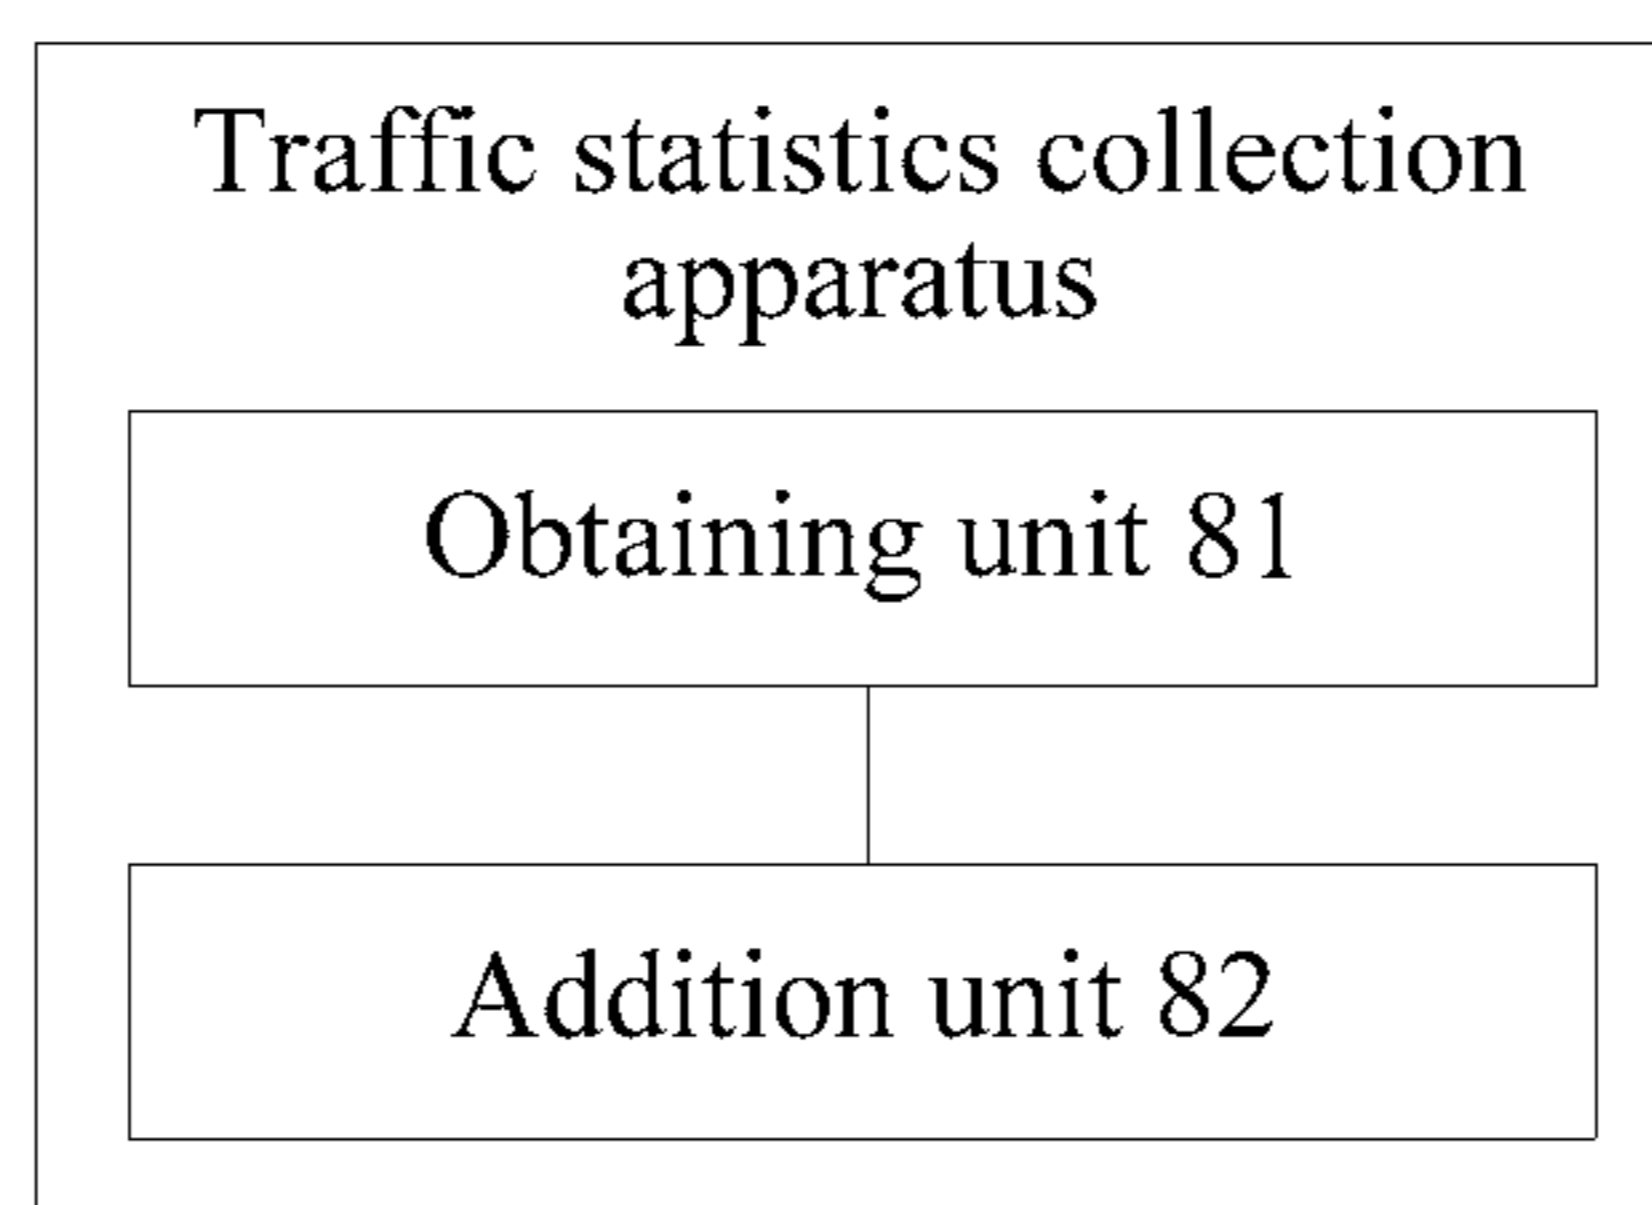 Traffic statistics collection
apparatus
Obtaining unit 81
Addition unit 82